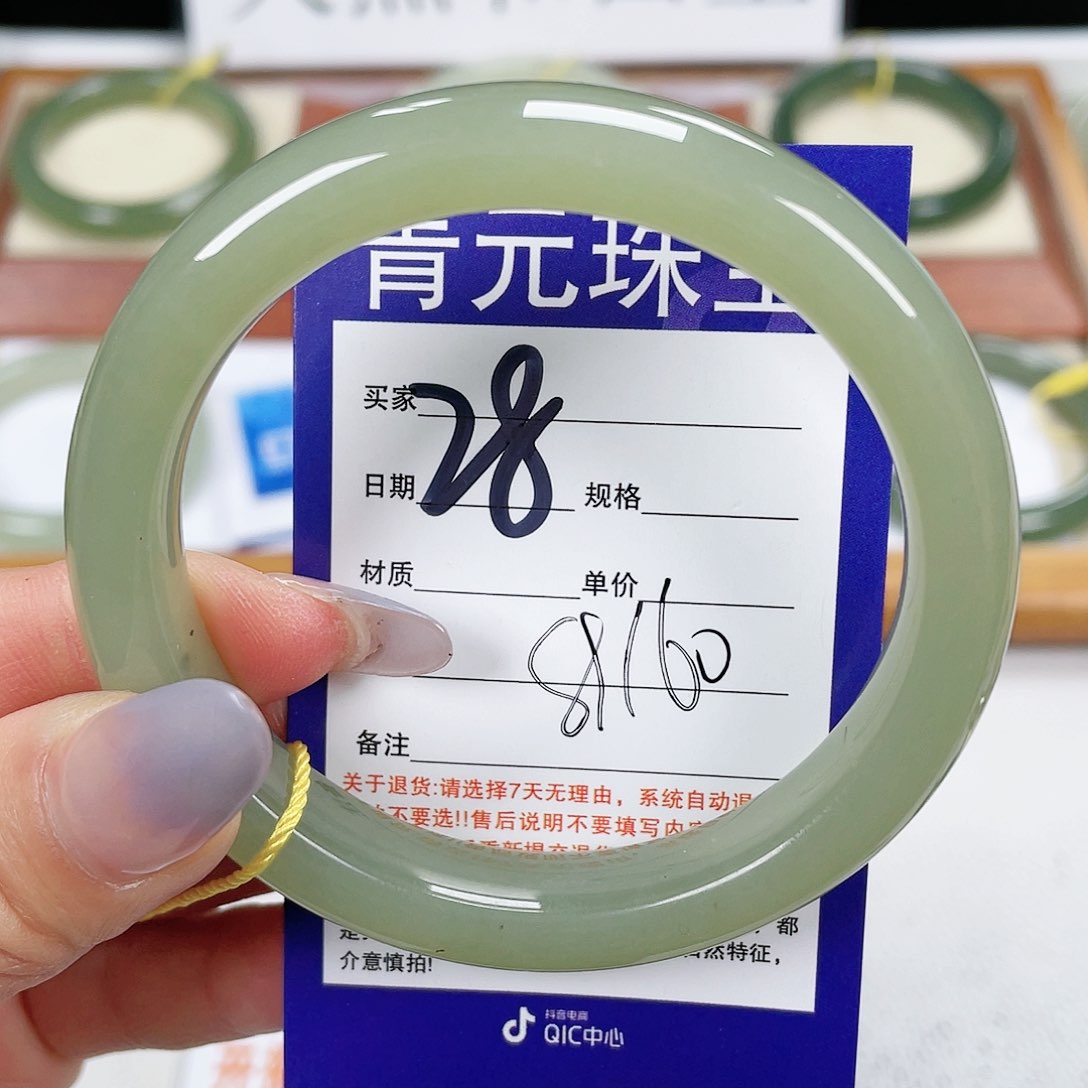 元珠
买家 28
日期 规格
材质 单价
8160
备注
关于退货:请选择7天无理由，系统自动退
不要选!!售后说明不要填写内
然特征，都
介意慎拍!
抖音电商
QIC中心